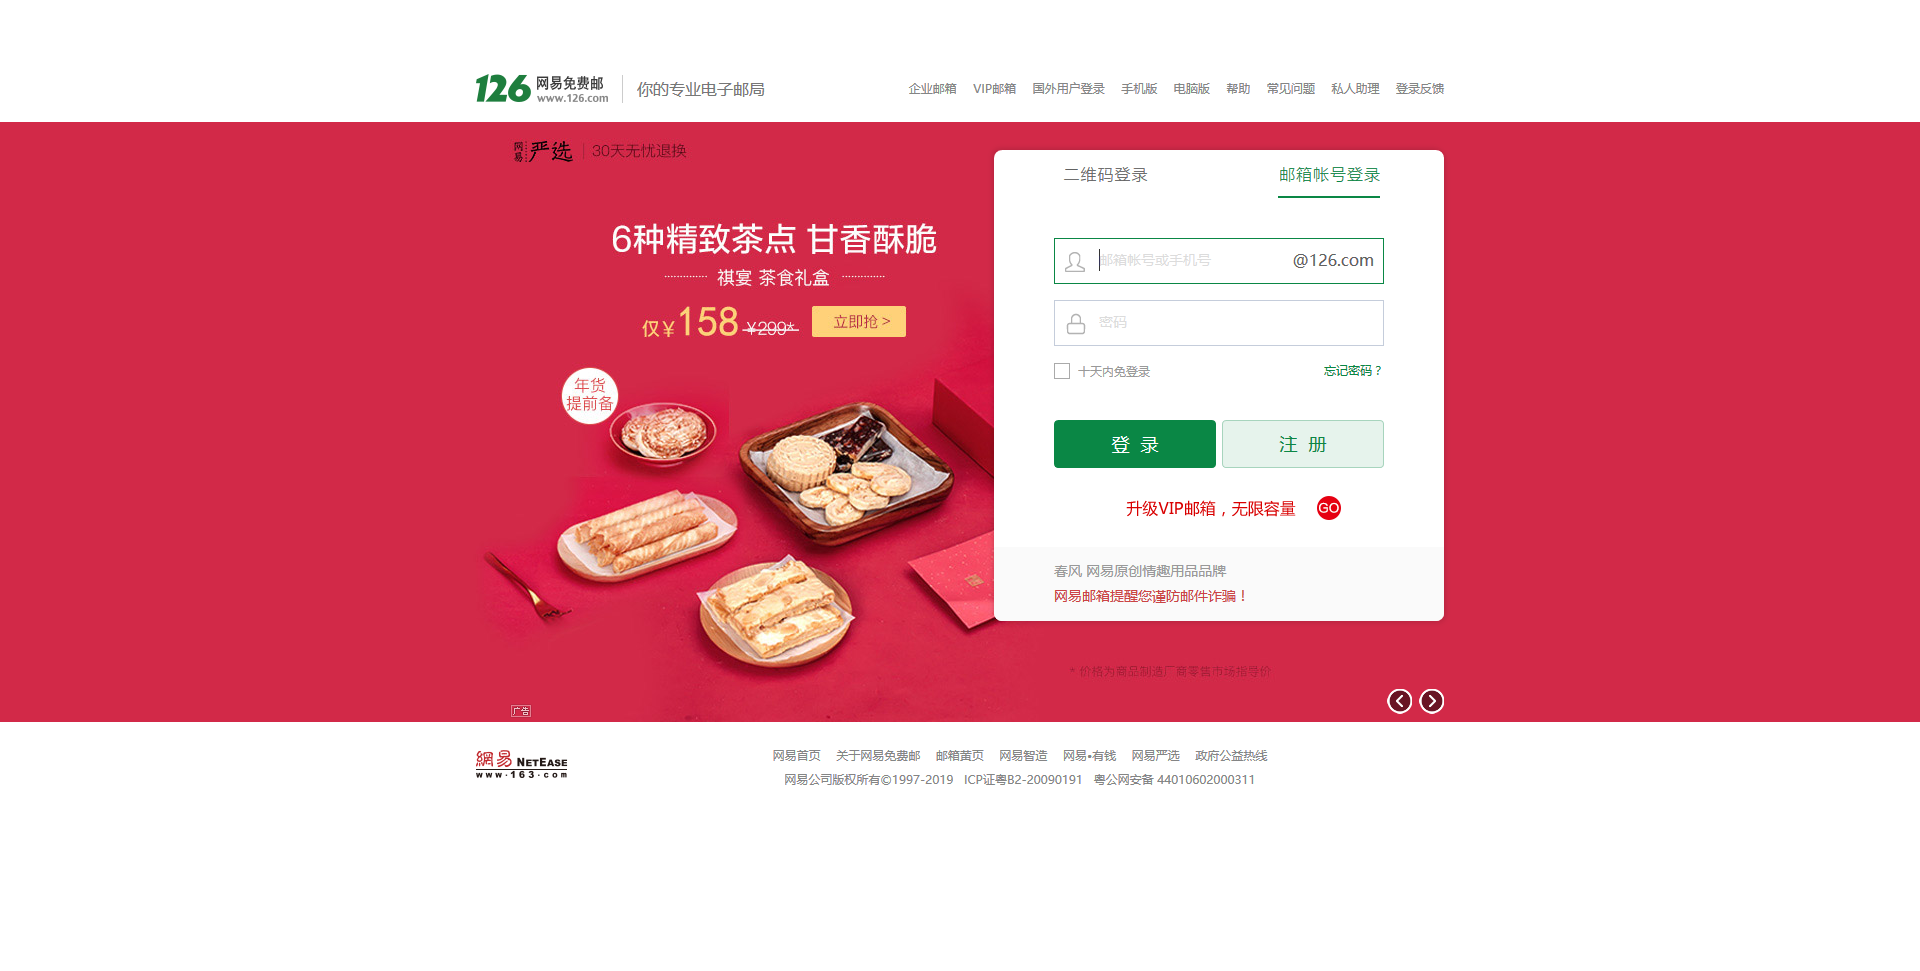 126 网易免费邮 www.126.com 你的专业电子邮局
企业邮箱 VIP邮箱 国外用户登录 手机版 电脑版 帮助 常见问题 私人助理 登录反馈
网易严选 30天无忧退换
6种精致茶点 甘香酥脆
祺宴 茶食礼盒
仅¥158 ¥299* 立即抢 >
年货
提前备
二维码登录 邮箱帐号登录
邮箱帐号或手机号 @126.com
密码
十天内免登录 忘记密码？
登 录 注 册
升级VIP邮箱，无限容量 GO
春风 网易原创情趣用品品牌
网易邮箱提醒您谨防邮件诈骗！
* 价格为商品制造厂商零售市场指导价
广告
網易 NETEASE
www.163.com
网易首页 关于网易免费邮 邮箱黄页 网易智造 网易•有钱 网易严选 政府公益热线
网易公司版权所有©1997-2019 ICP证粤B2-20090191 粤公网安备 44010602000311